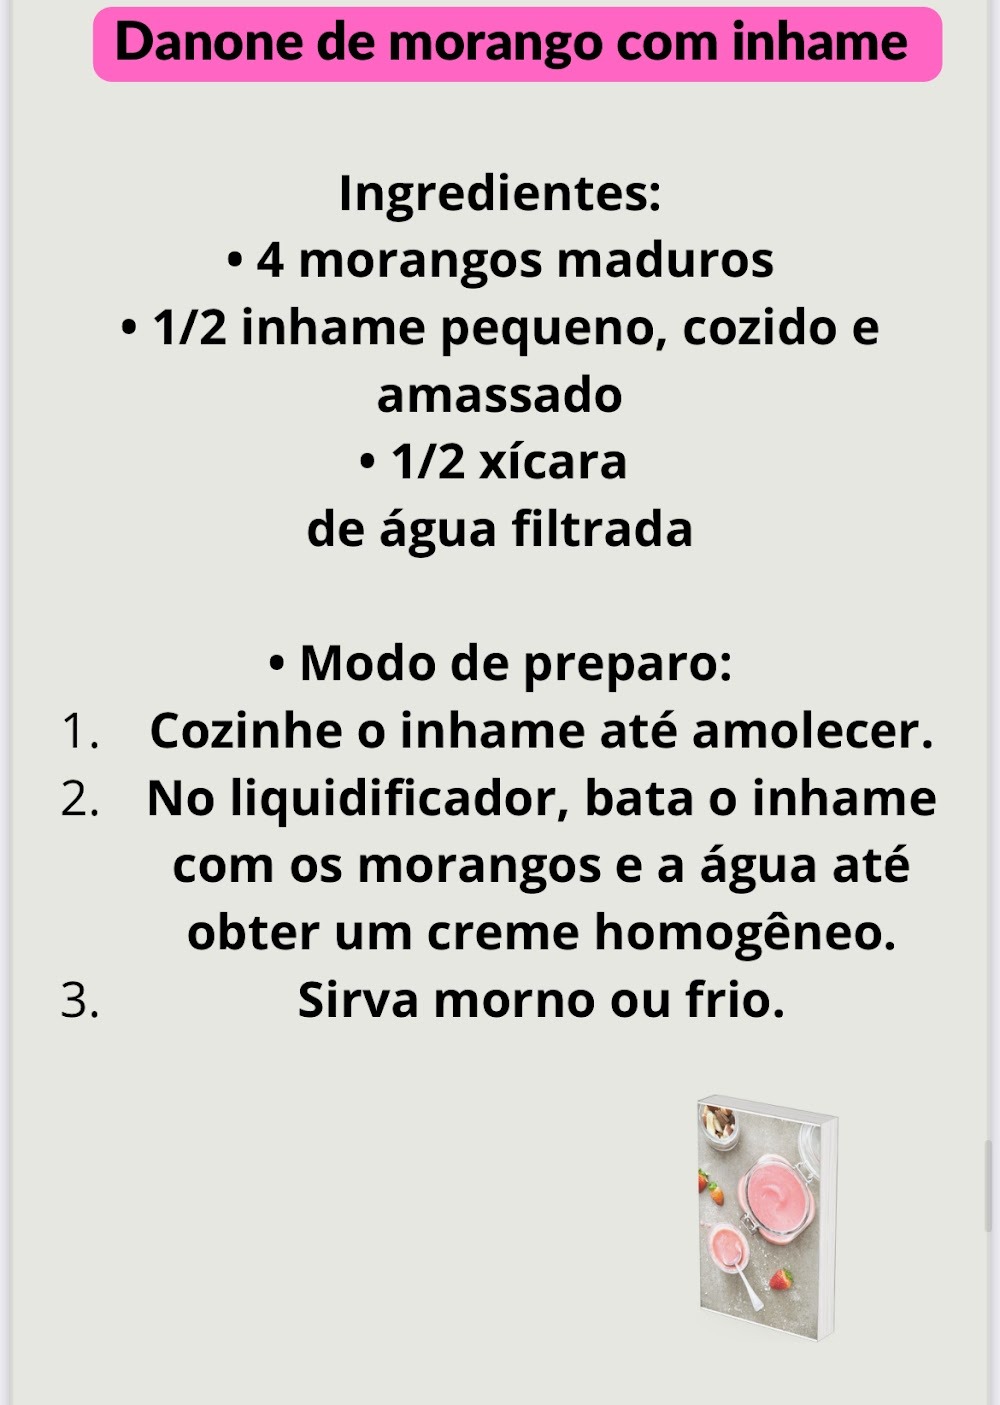 Danone de morango com inhame
Ingredientes:
• 4 morangos maduros
• 1/2 inhame pequeno, cozido e
amassado
• 1/2 xícara
de água filtrada
• Modo de preparo:
1. Cozinhe o inhame até amolecer.
2. No liquidificador, bata o inhame
com os morangos e a água até
obter um creme homogêneo.
3. Sirva morno ou frio.